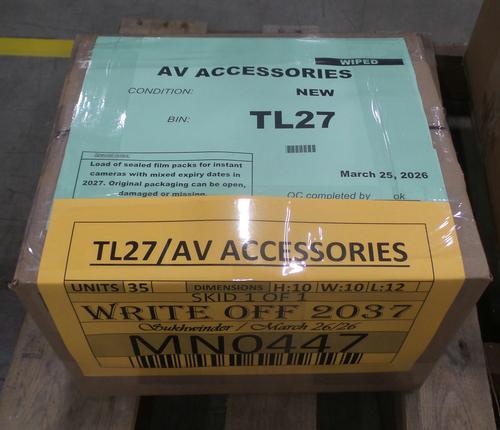 WIPED
AV ACCESSORIES
CONDITION: NEW
BIN: TL27
Load of sealed film packs for instant
cameras with mixed expiry dates in
2027. Original packaging can be open,
damaged or missing.
March 25, 2026
QC completed by ok
TL27/AV ACCESSORIES
UNITS 35 DIMENSIONS H:10 W:10 L:12
SKID 1 OF 1
WRITE OFF 2037
Sukhwinder / March 26/26
MN0447